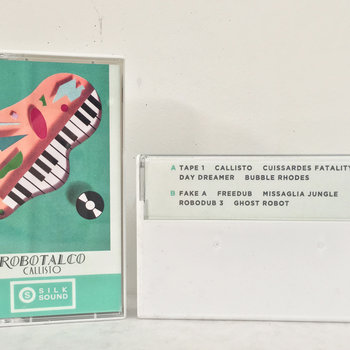 ROBOTALCO
CALLISTO
S SILK
SOUND
A TAPE 1 CALLISTO CUISSARDES FATALITY
DAY DREAMER BUBBLE RHODES
B FAKE A FREEDUB MISSAGLIA JUNGLE
ROBODUB 3 GHOST ROBOT